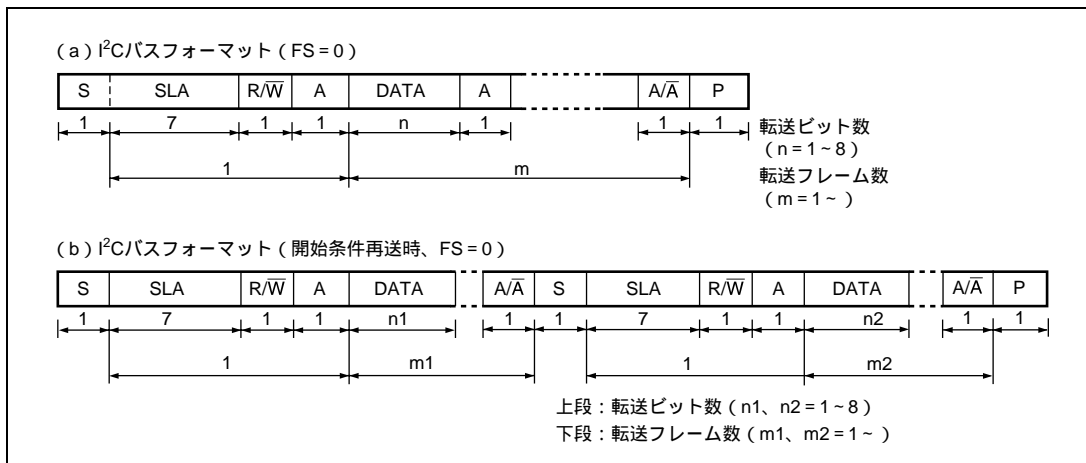 (a)I²Cバスフォーマット(FS=0)
S SLA R/W̅ A DATA A A/A̅ P
1 7 1 1 n 1 1 1 転送ビット数
(n=1~8)
1 m 転送フレーム数
(m=1~ )
(b)I²Cバスフォーマット(開始条件再送時、FS=0)
S SLA R/W̅ A DATA A/A̅ S SLA R/W̅ A DATA A/A̅ P
1 7 1 1 n1 1 1 7 1 1 n2 1 1
1 m1 1 m2
上段:転送ビット数(n1、n2=1~8)
下段:転送フレーム数(m1、m2=1~ )